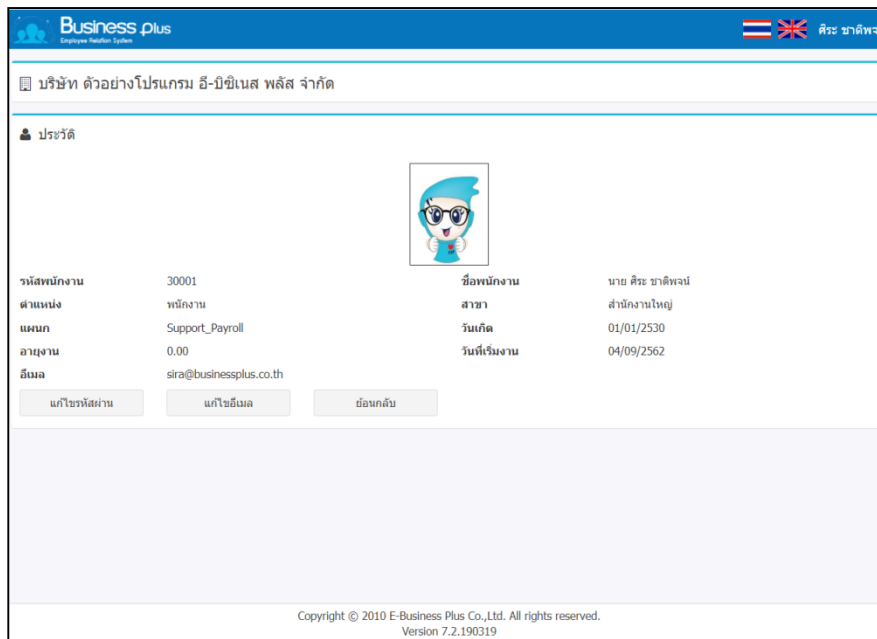 Business Plus
Employee Relation System
ศิระ ชาติพจ
บริษัท ตัวอย่างโปรแกรม อี-บิซิเนส พลัส จำกัด
ประวัติ
รหัสพนักงาน 30001 ชื่อพนักงาน นาย ศิระ ชาติพจน์
ตำแหน่ง พนักงาน สาขา สำนักงานใหญ่
แผนก Support_Payroll วันเกิด 01/01/2530
อายุงาน 0.00 วันที่เริ่มงาน 04/09/2562
อีเมล sira@businessplus.co.th
แก้ไขรหัสผ่าน แก้ไขอีเมล ย้อนกลับ
Copyright © 2010 E-Business Plus Co.,Ltd. All rights reserved.
Version 7.2.190319